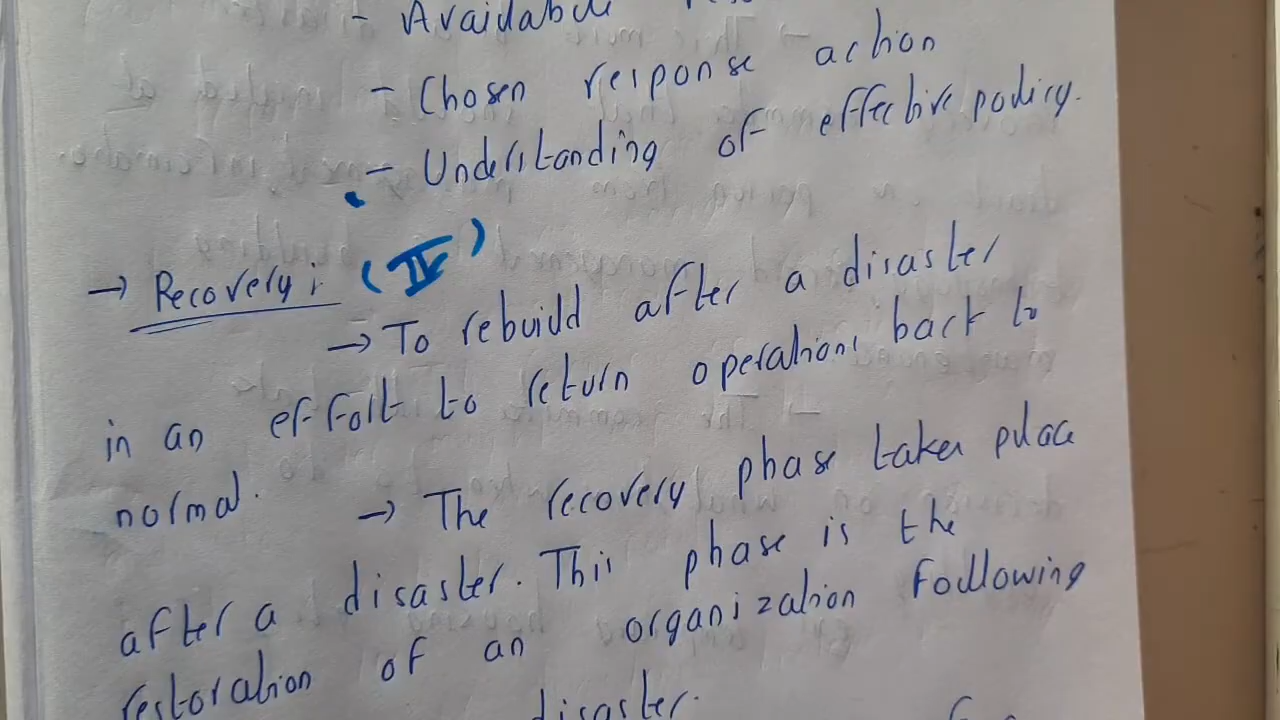 - Available
- Chosen response action
- Understanding of effective policy.
→ Recovery: (IV)
→ To rebuild after a disaster
in an effort to return operations back to
normal.
→ The recovery phase takes place
after a disaster. This phase is the
restoration of an organization following
disaster.